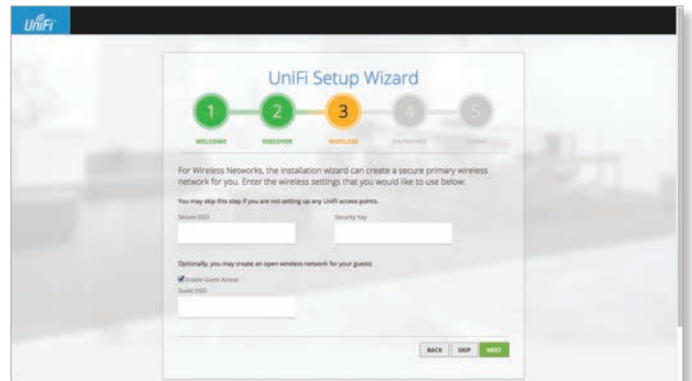 UniFi
UniFi Setup Wizard
1 2 3 4 5
WELCOME DISCOVER WIRELESS PASSWORD
For Wireless Networks, the installation wizard can create a secure primary wireless
network for you. Enter the wireless settings that you would like to use below:
You may skip this step if you are not setting up any UniFi access points.
Secure SSID Security Key
Optionally, you may create an open wireless network for your guests
Enable Guest Access
Guest SSID
BACK SKIP NEXT